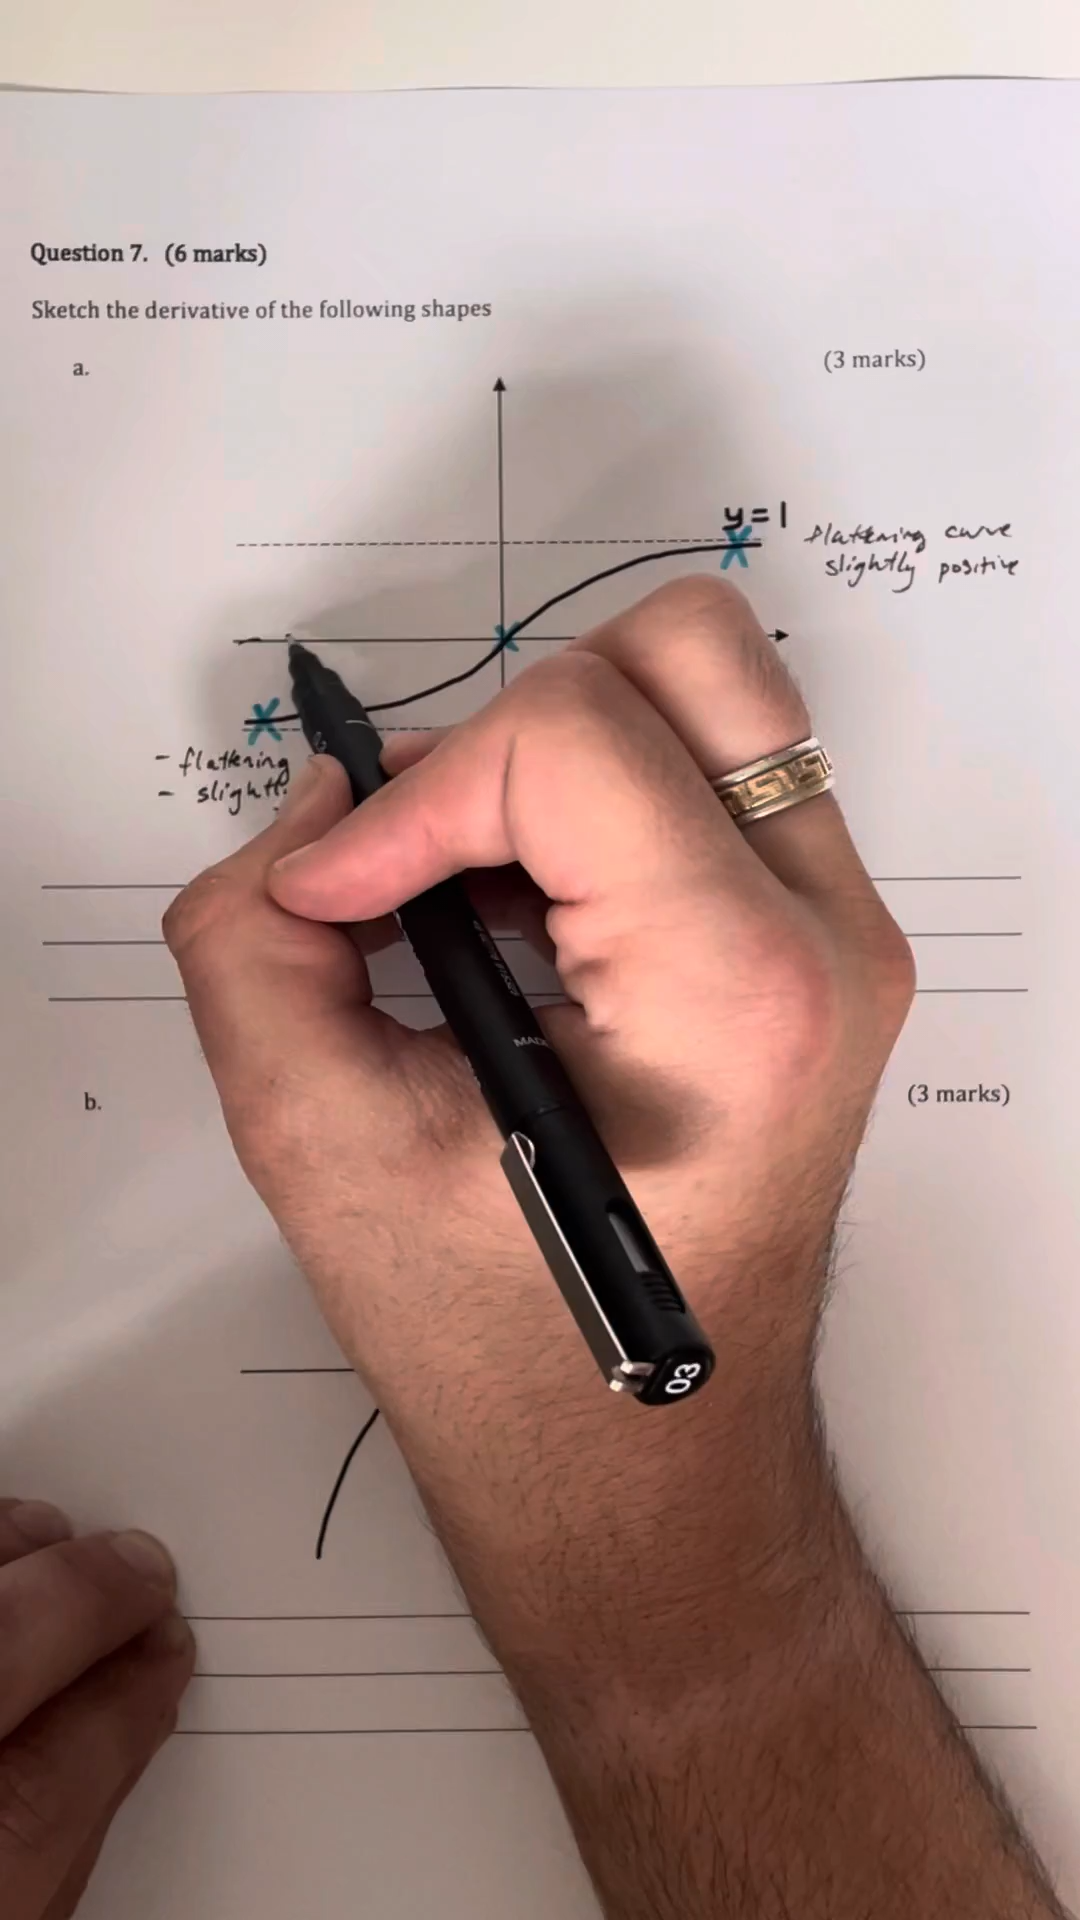 Question 7. (6 marks)
Sketch the derivative of the following shapes
a.
(3 marks)
y=1
flattening curve
slightly positive
- flattening
-
b.
(3 marks)
MADE
03